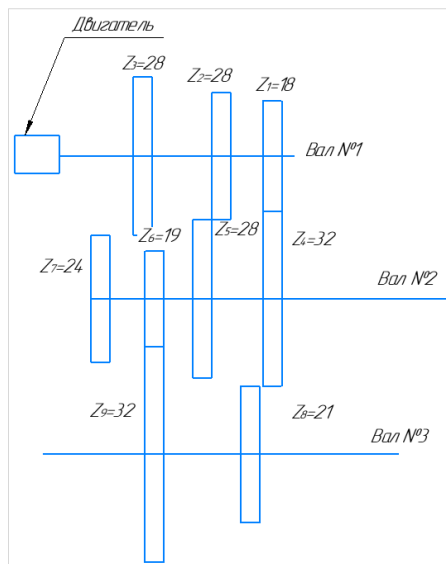 Двигатель
Z3=28
Z2=28
Z1=18
Вал №1
Z6=19
Z5=28
Z4=32
Z7=24
Вал №2
Z9=32
Z8=21
Вал №3